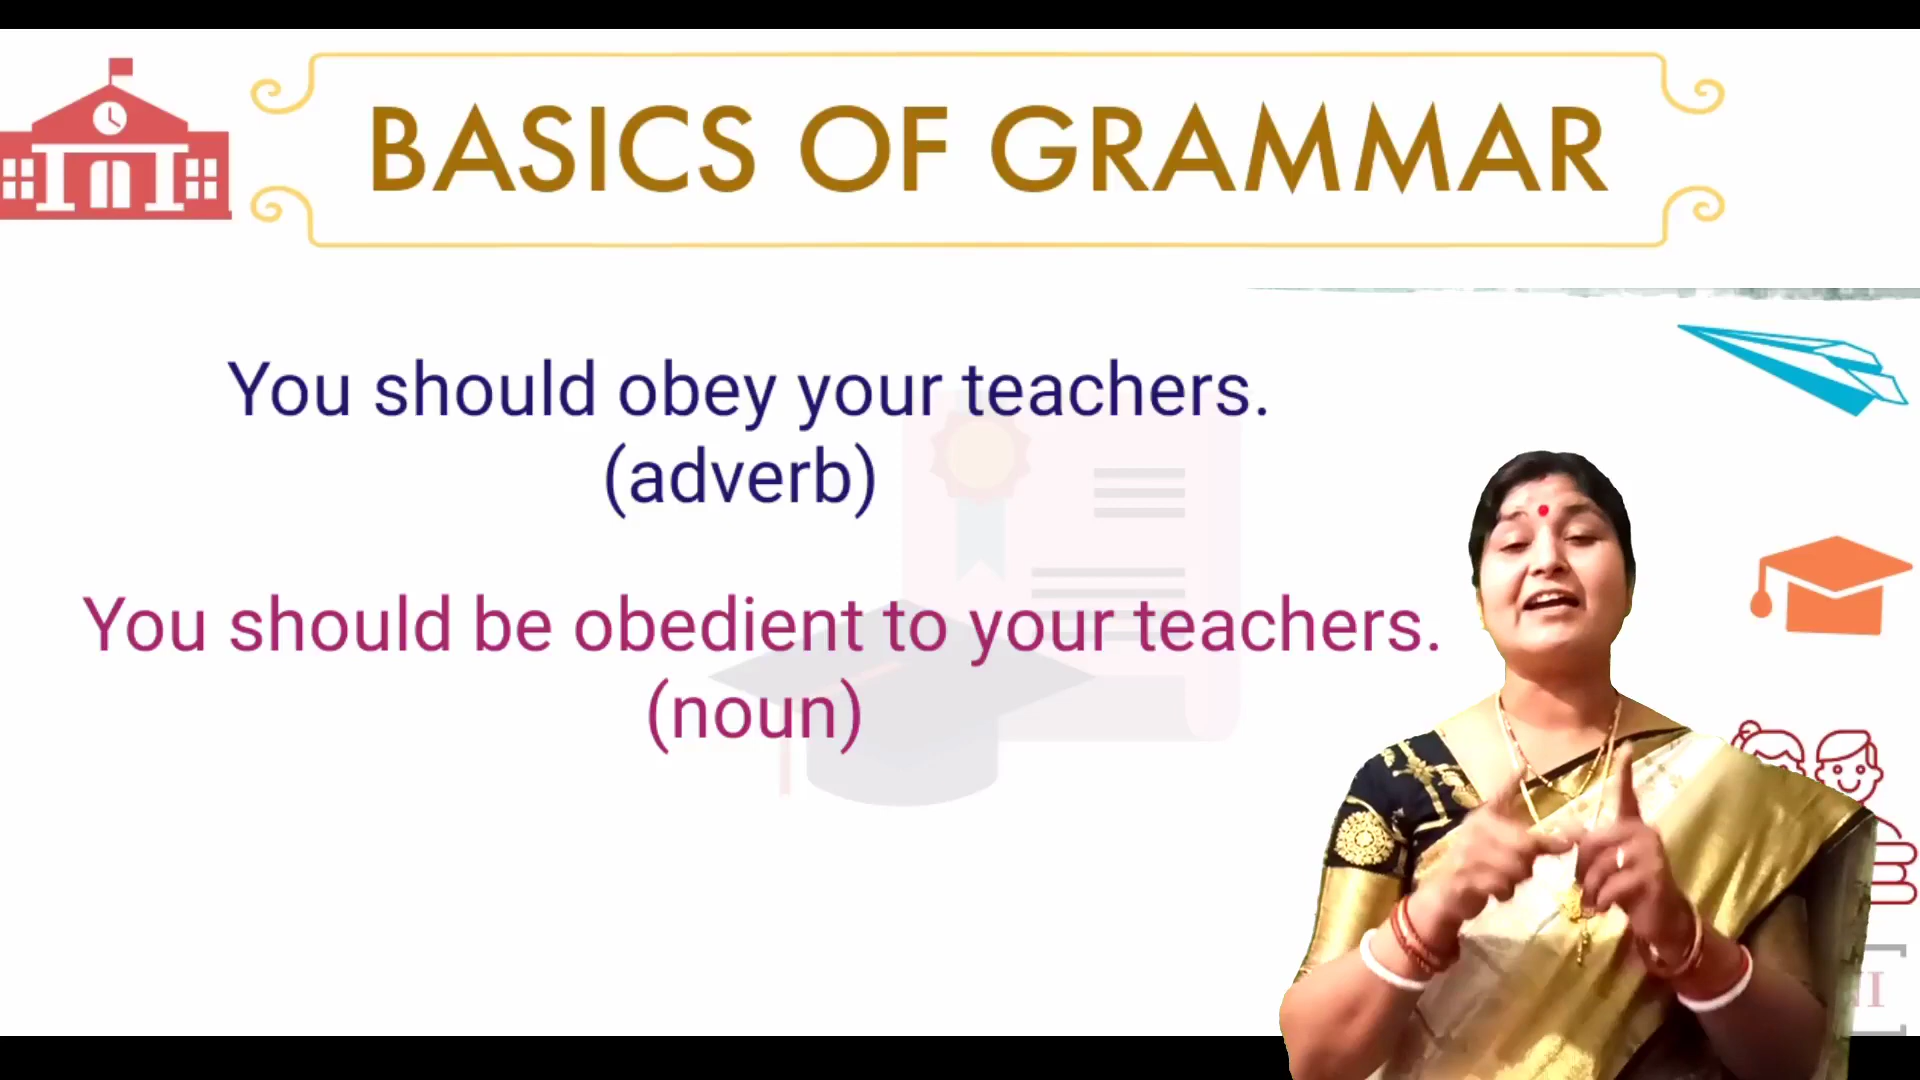 BASICS OF GRAMMAR
You should obey your teachers.
(adverb)
You should be obedient to your teachers.
(noun)